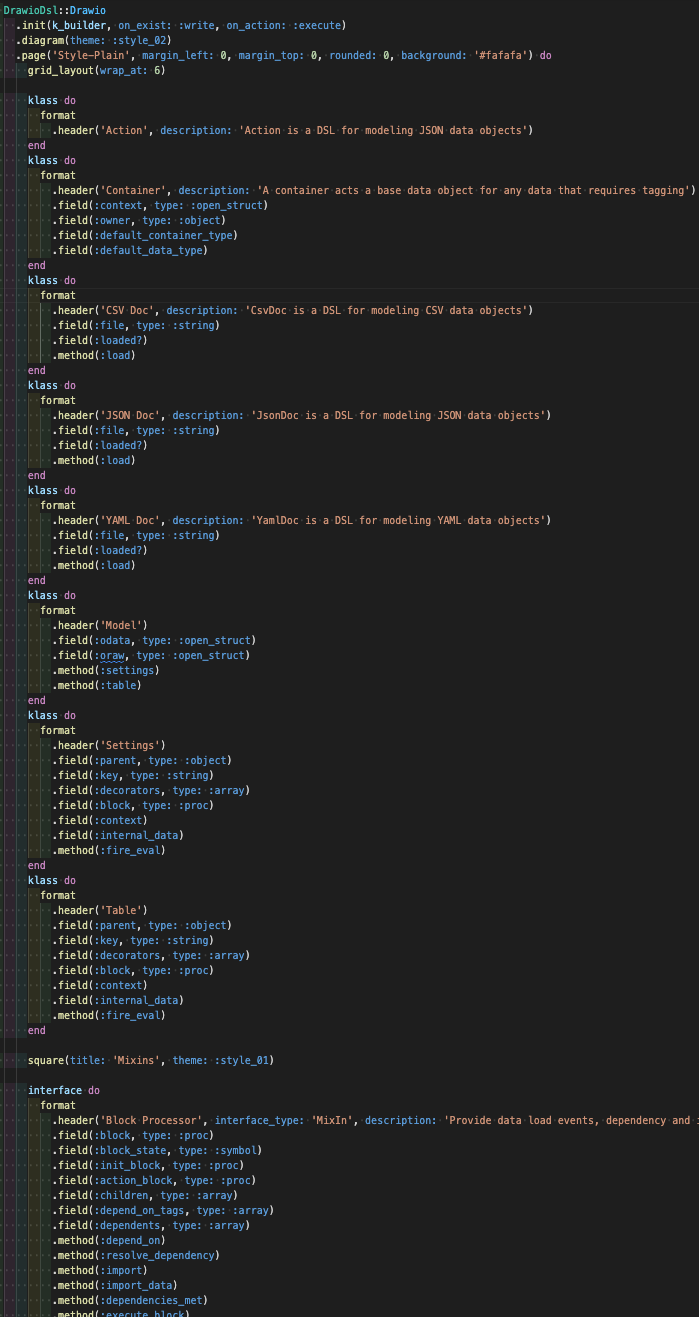 DrawioDsl::Drawio
.init(k_builder, on_exist: :write, on_action: :execute)
.diagram(theme: :style_02)
.page('Style-Plain', margin_left: 0, margin_top: 0, rounded: 0, background: '#fafafa') do
grid_layout(wrap_at: 6)
klass do
format
.header('Action', description: 'Action is a DSL for modeling JSON data objects')
end
klass do
format
.header('Container', description: 'A container acts a base data object for any data that requires tagging')
.field(:context, type: :open_struct)
.field(:owner, type: :object)
.field(:default_container_type)
.field(:default_data_type)
end
klass do
format
.header('CSV Doc', description: 'CsvDoc is a DSL for modeling CSV data objects')
.field(:file, type: :string)
.field(:loaded?)
.method(:load)
end
klass do
format
.header('JSON Doc', description: 'JsonDoc is a DSL for modeling JSON data objects')
.field(:file, type: :string)
.field(:loaded?)
.method(:load)
end
klass do
format
.header('YAML Doc', description: 'YamlDoc is a DSL for modeling YAML data objects')
.field(:file, type: :string)
.field(:loaded?)
.method(:load)
end
klass do
format
.header('Model')
.field(:odata, type: :open_struct)
.field(:oraw, type: :open_struct)
.method(:settings)
.method(:table)
end
klass do
format
.header('Settings')
.field(:parent, type: :object)
.field(:key, type: :string)
.field(:decorators, type: :array)
.field(:block, type: :proc)
.field(:context)
.field(:internal_data)
.method(:fire_eval)
end
klass do
format
.header('Table')
.field(:parent, type: :object)
.field(:key, type: :string)
.field(:decorators, type: :array)
.field(:block, type: :proc)
.field(:context)
.field(:internal_data)
.method(:fire_eval)
end
square(title: 'Mixins', theme: :style_01)
interface do
format
.header('Block Processor', interface_type: 'MixIn', description: 'Provide data load events, dependency and
.field(:block, type: :proc)
.field(:block_state, type: :symbol)
.field(:init_block, type: :proc)
.field(:action_block, type: :proc)
.field(:children, type: :array)
.field(:depend_on_tags, type: :array)
.field(:dependents, type: :array)
.method(:depend_on)
.method(:resolve_dependency)
.method(:import)
.method(:import_data)
.method(:dependencies_met)
.method(:execute_block)